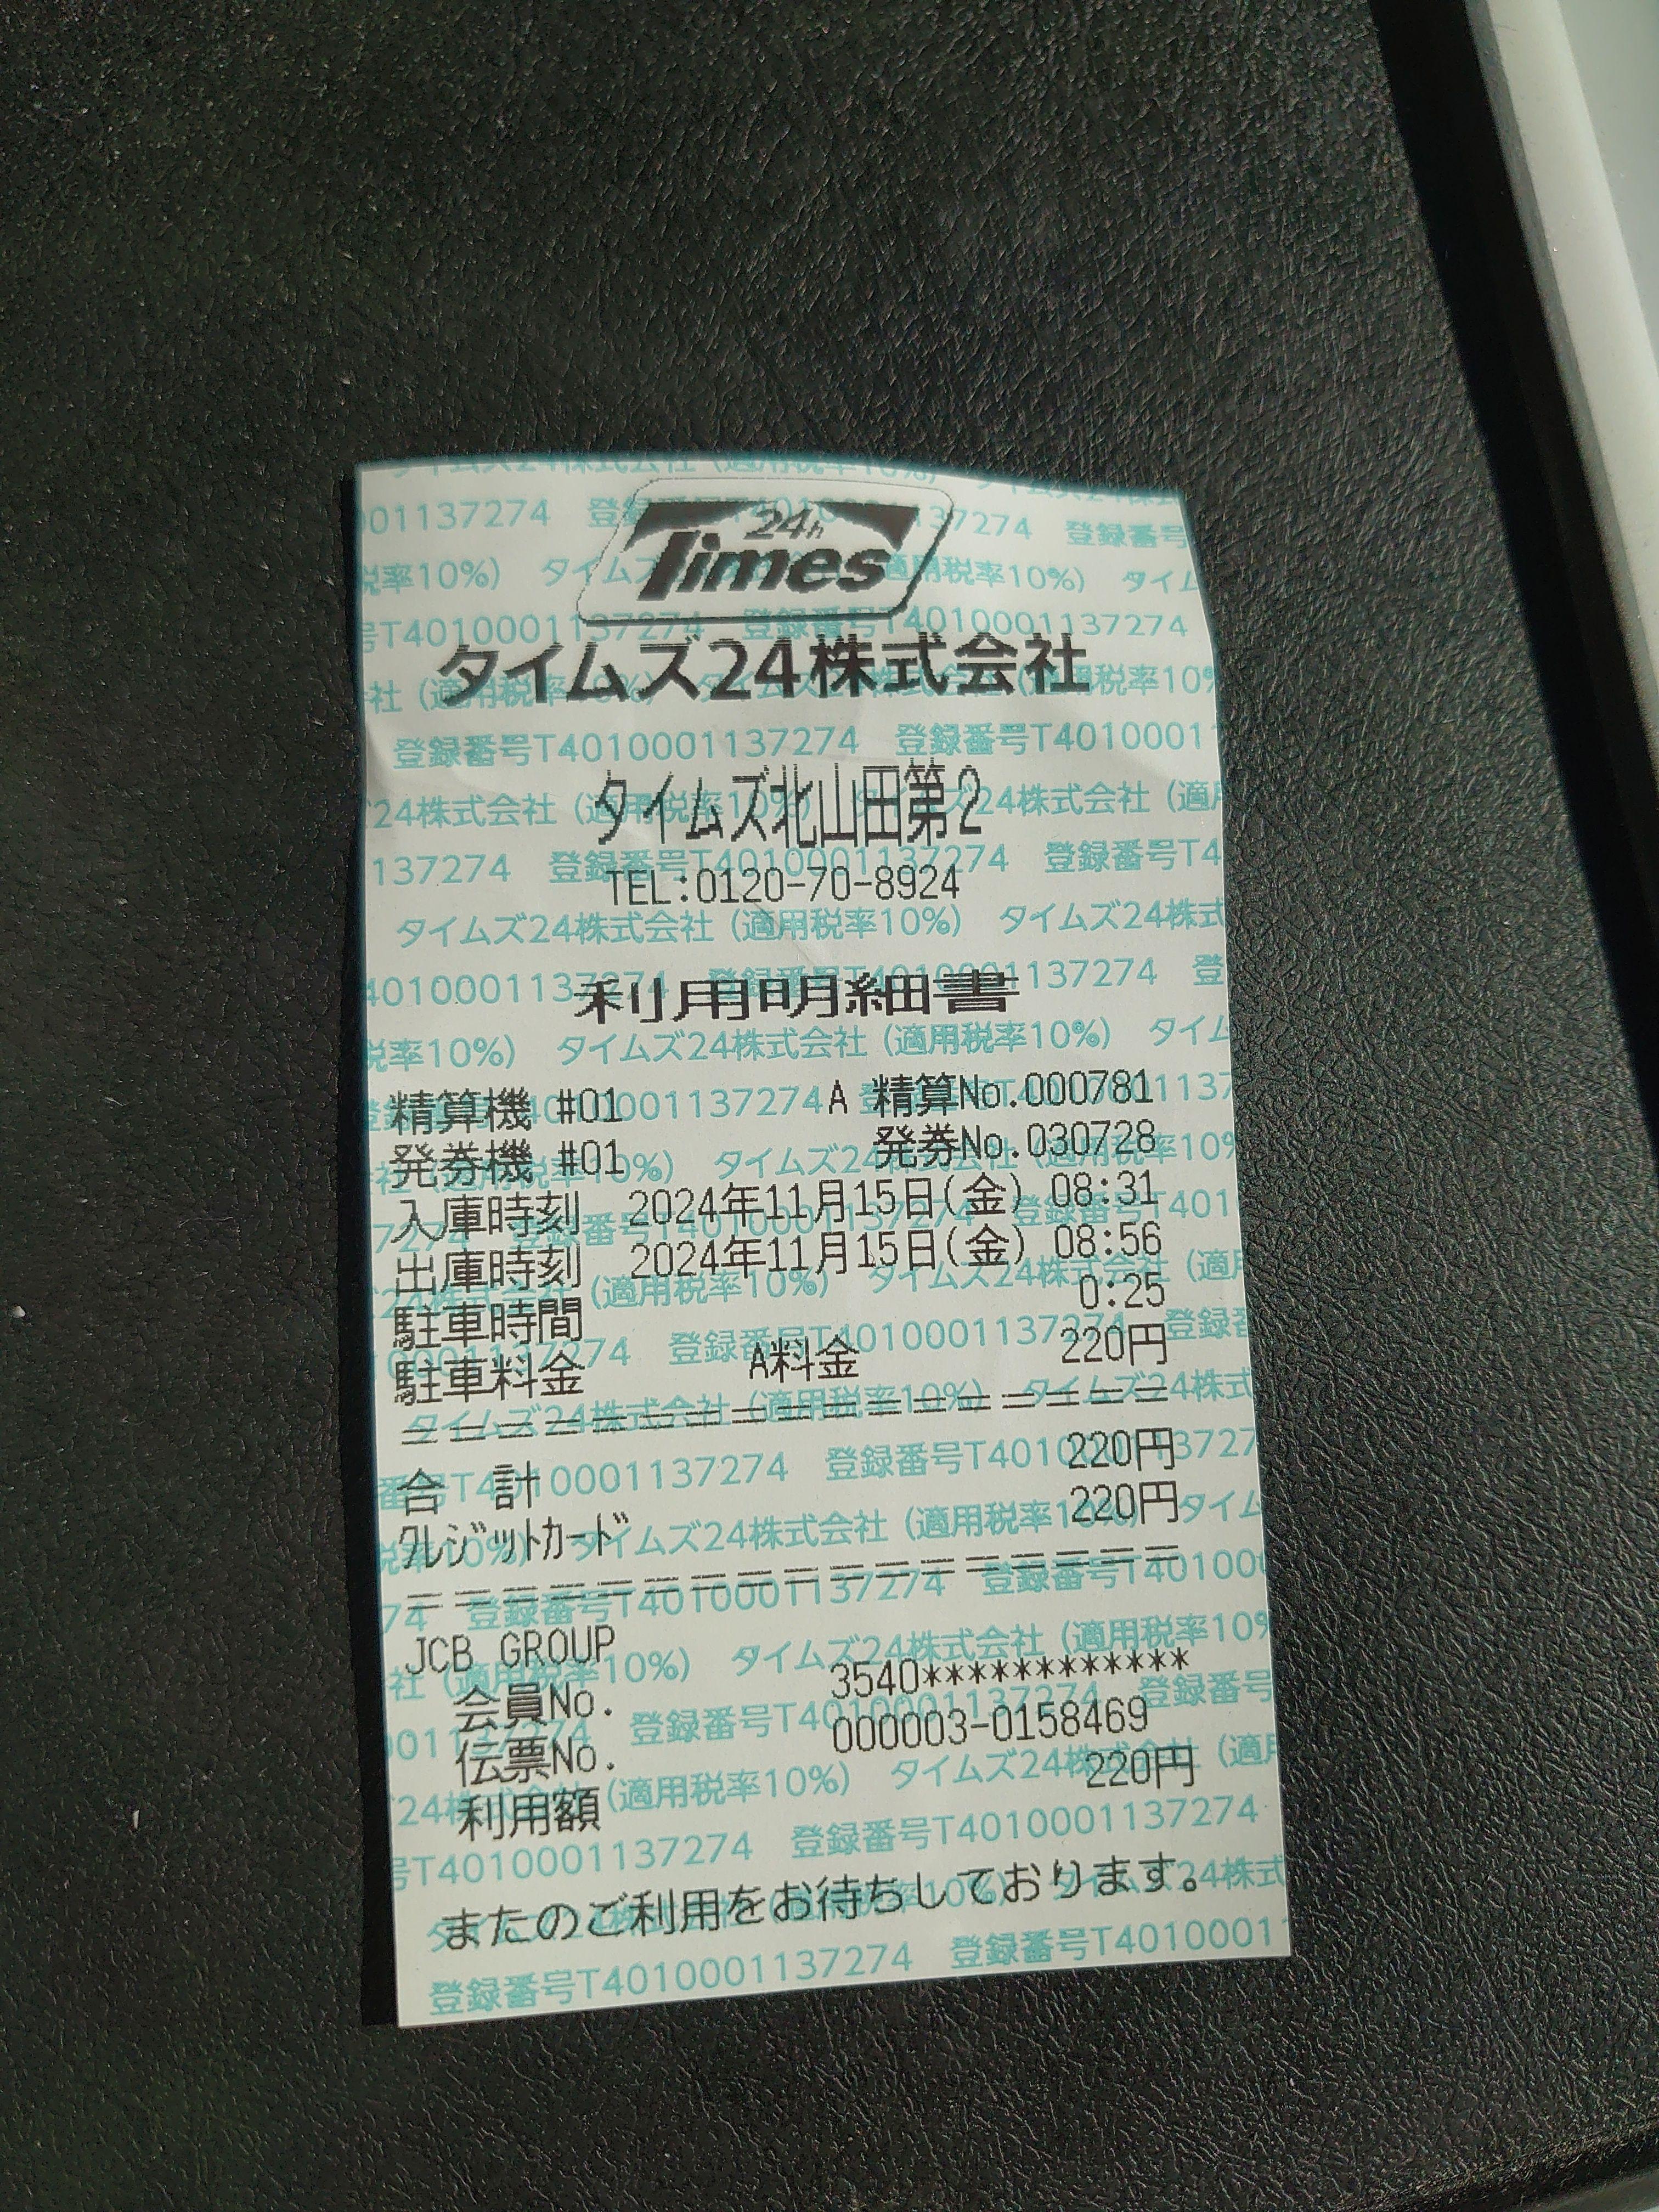 24h
Times
タイムズ24株式会社
タイムズ北山田第2
TEL:0120-70-8924
利用明細書
精算機 #01 A 精算No.000781
発券機 #01 発券No.030728
入庫時刻 2024年11月15日(金) 08:31
出庫時刻 2024年11月15日(金) 08:56
駐車時間 0:25
駐車料金 A料金 220円
合 計 220円
クレジットカード 220円
JCB GROUP
会員No. 3540************
伝票No. 000003-0158469
利用額 220円
またのご利用をお待ちしております。
登録番号T4010001137274
タイムズ24株式会社 (適用税率10%)